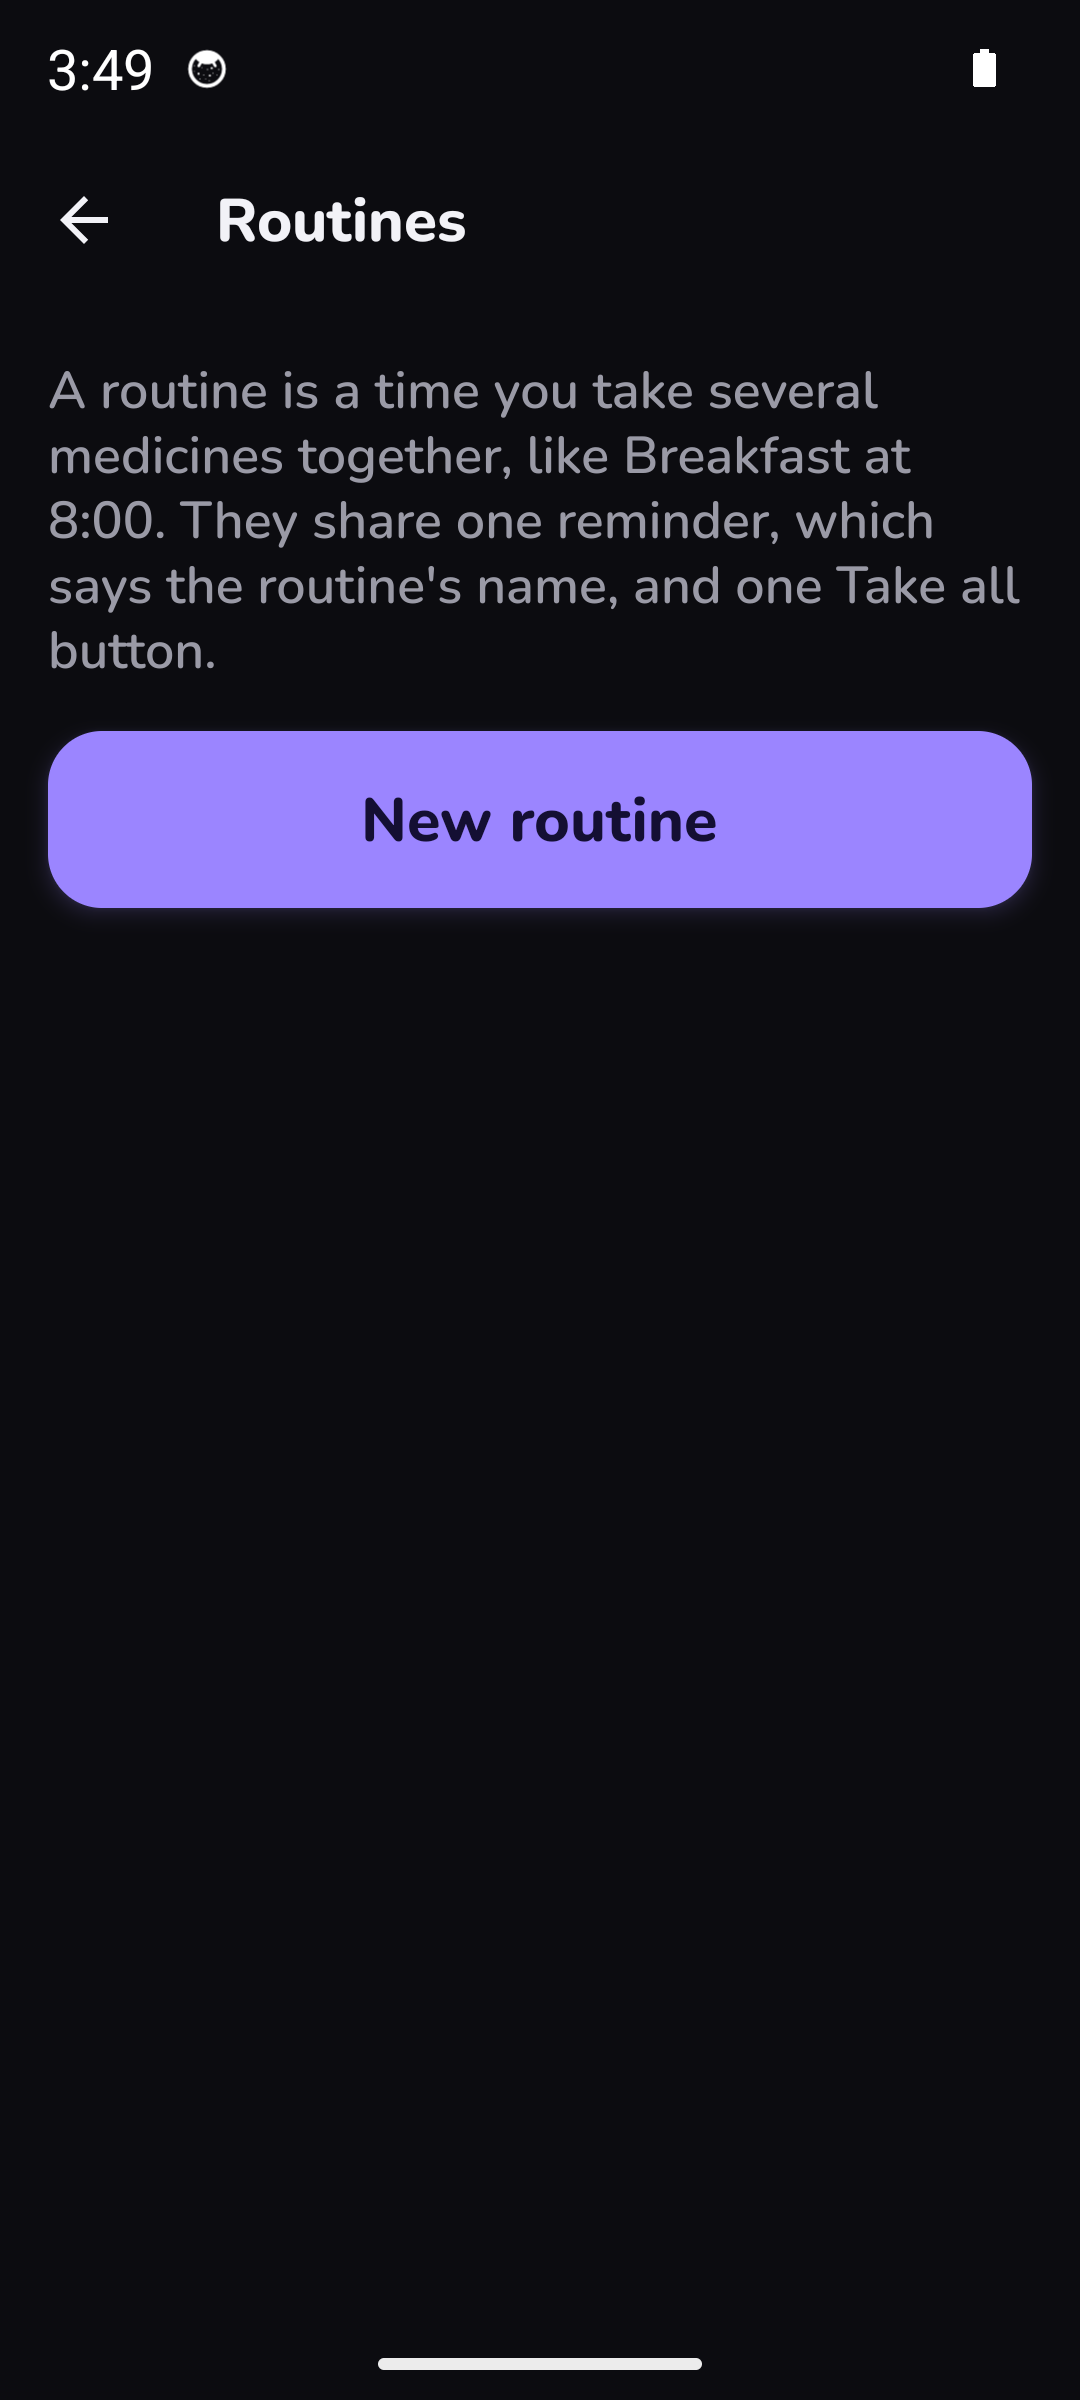 3:49
Routines
A routine is a time you take several
medicines together, like Breakfast at
8:00. They share one reminder, which
says the routine's name, and one Take all
button.
New routine